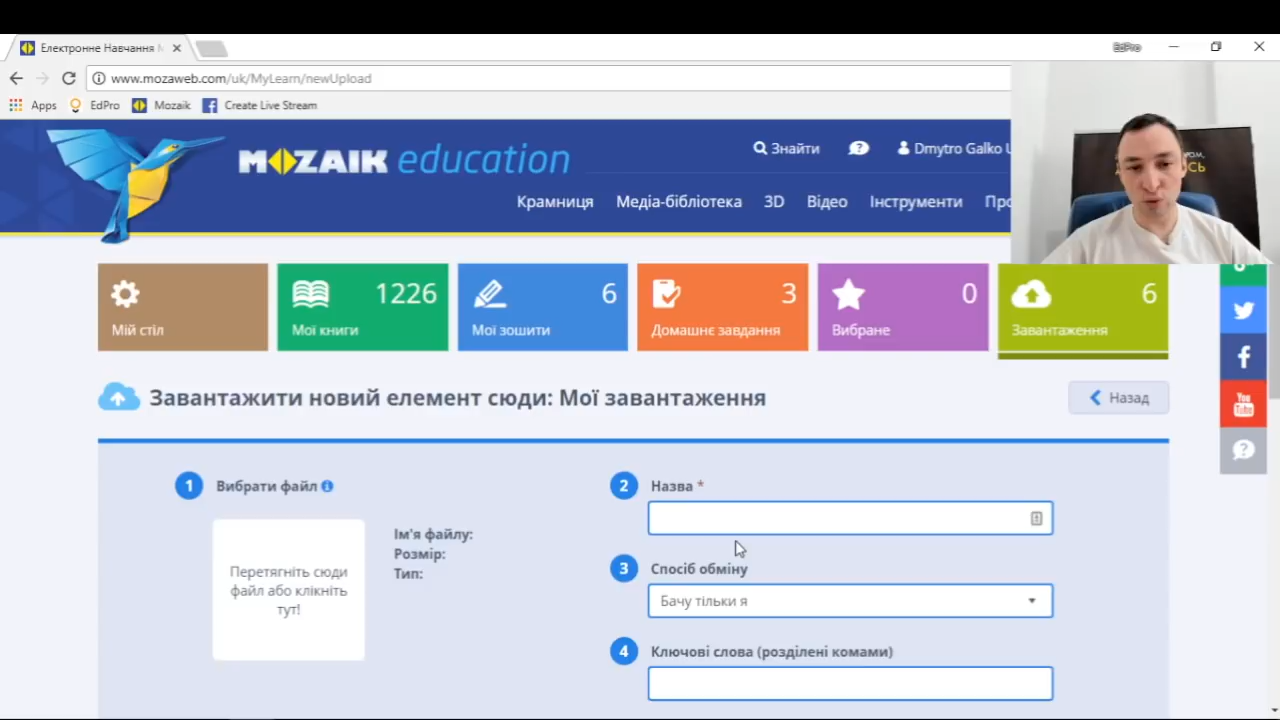 Електронне Навчання М
EdPro
www.mozaweb.com/uk/MyLearn/newUpload
Apps EdPro Mozaik Create Live Stream
MOZAIK education
Знайти Dmytro Galko
Крамниця Медіа-бібліотека 3D Відео Інструменти
1226 6 3 0 6
Мій стіл Мої книги Мої зошити Домашнє завдання Вибране Завантаження
Завантажити новий елемент сюди: Мої завантаження
Назад
1 Вибрати файл
Перетягніть сюди
файл або клікніть
тут!
Ім'я файлу:
Розмір:
Тип:
2 Назва *
3 Спосіб обміну
Бачу тільки я
4 Ключові слова (розділені комами)
You
Tube